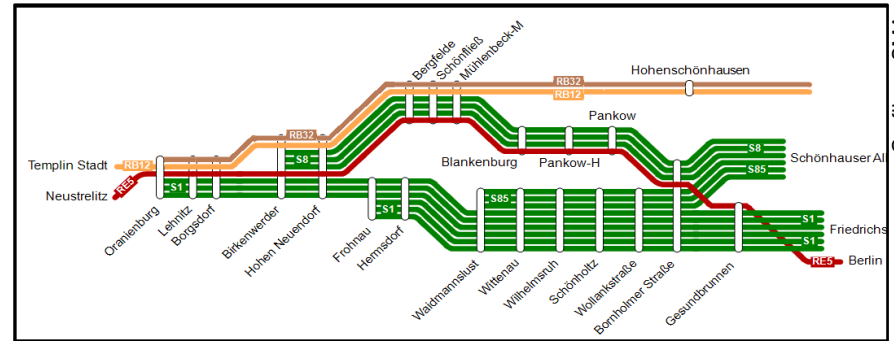 Bergfelde
Schönfließ
Mühlenbeck-M
Hohenschönhausen
RB32
RB12
Pankow
RB32
S8
Blankenburg
Pankow-H
S8
Schönhauser Al
S85
Templin Stadt
RB12
RE5
Neustrelitz
S1
S1
S85
S1
Friedrichs
S1
RE5
Berlin
Oranienburg
Lehnitz
Borgsdorf
Birkenwerder
Hohen Neuendorf
Frohnau
Hermsdorf
Waidmannslust
Wittenau
Wilhelmsruh
Schönholtz
Wollankstraße
Bornholmer Straße
Gesundbrunnen